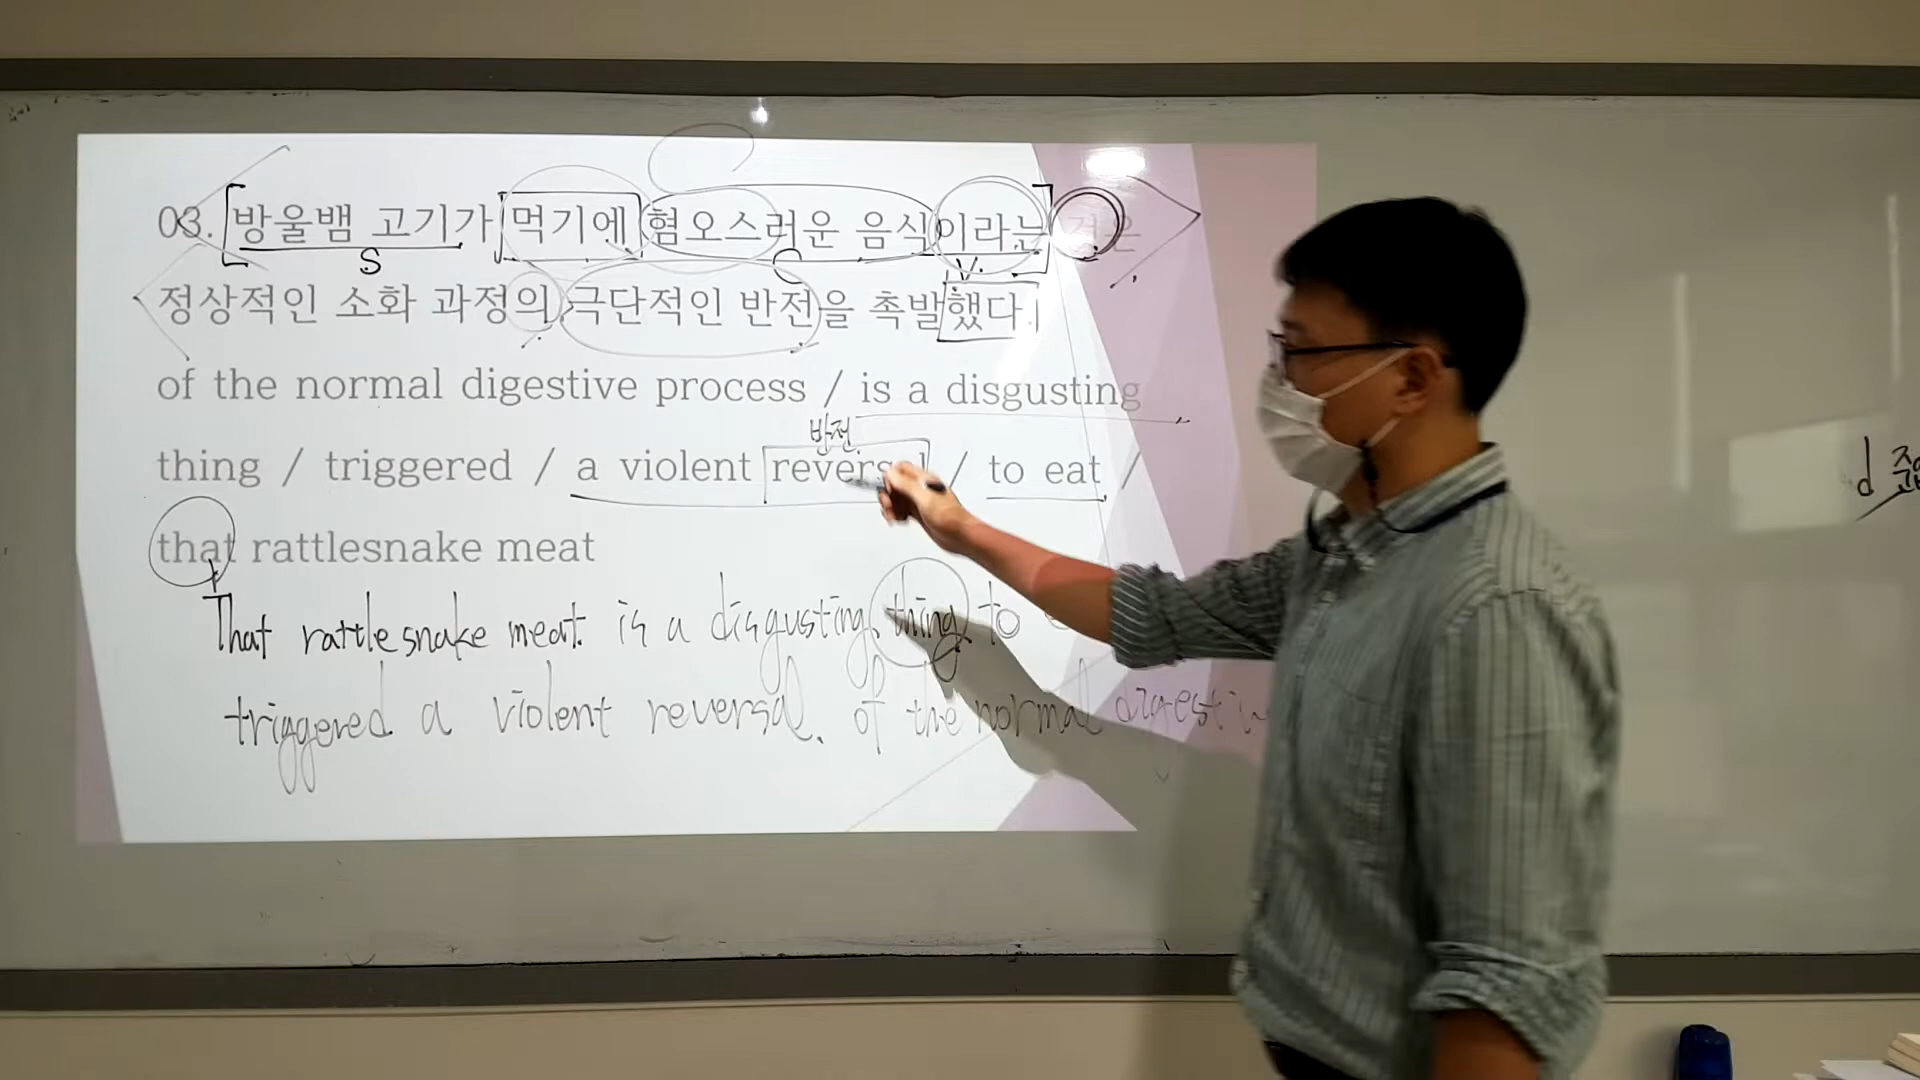 03. 방울뱀 고기가 먹기에 혐오스러운 음식이라는 것은
S C V
정상적인 소화 과정의 극단적인 반전을 촉발했다.
of the normal digestive process / is a disgusting
반전
thing / triggered / a violent reversal / to eat /
that rattlesnake meat
T
That rattlesnake meat is a disgusting thing to
triggered a violent reversal of the normal
d